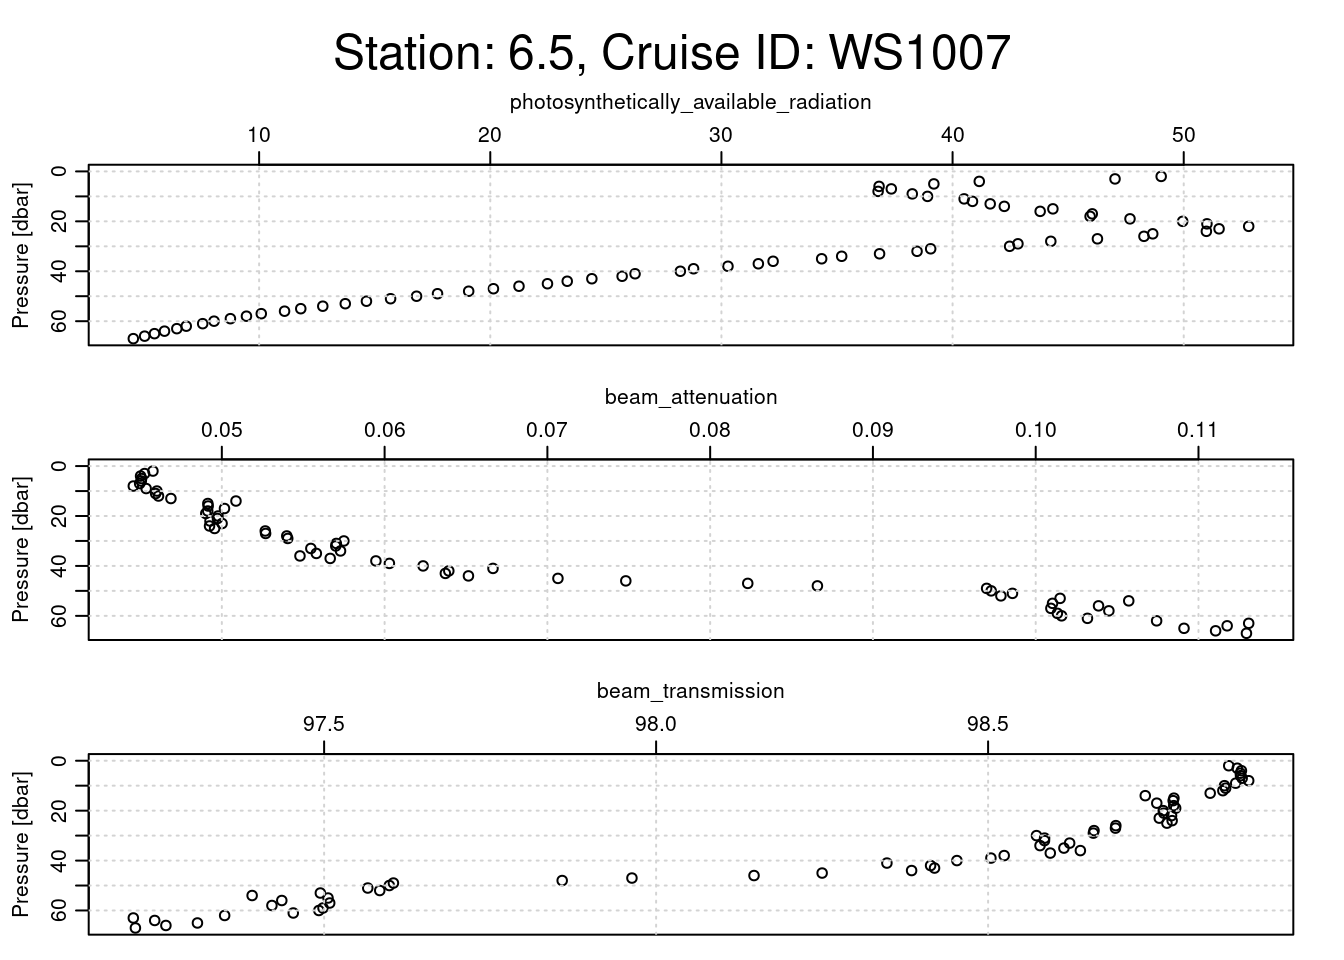 Station: 6.5, Cruise ID: WS1007
photosynthetically_available_radiation
10 20 30 40 50
Pressure [dbar]
0
20
40
60
beam_attenuation
0.05 0.06 0.07 0.08 0.09 0.10 0.11
Pressure [dbar]
0
20
40
60
beam_transmission
97.5 98.0 98.5
Pressure [dbar]
0
20
40
60